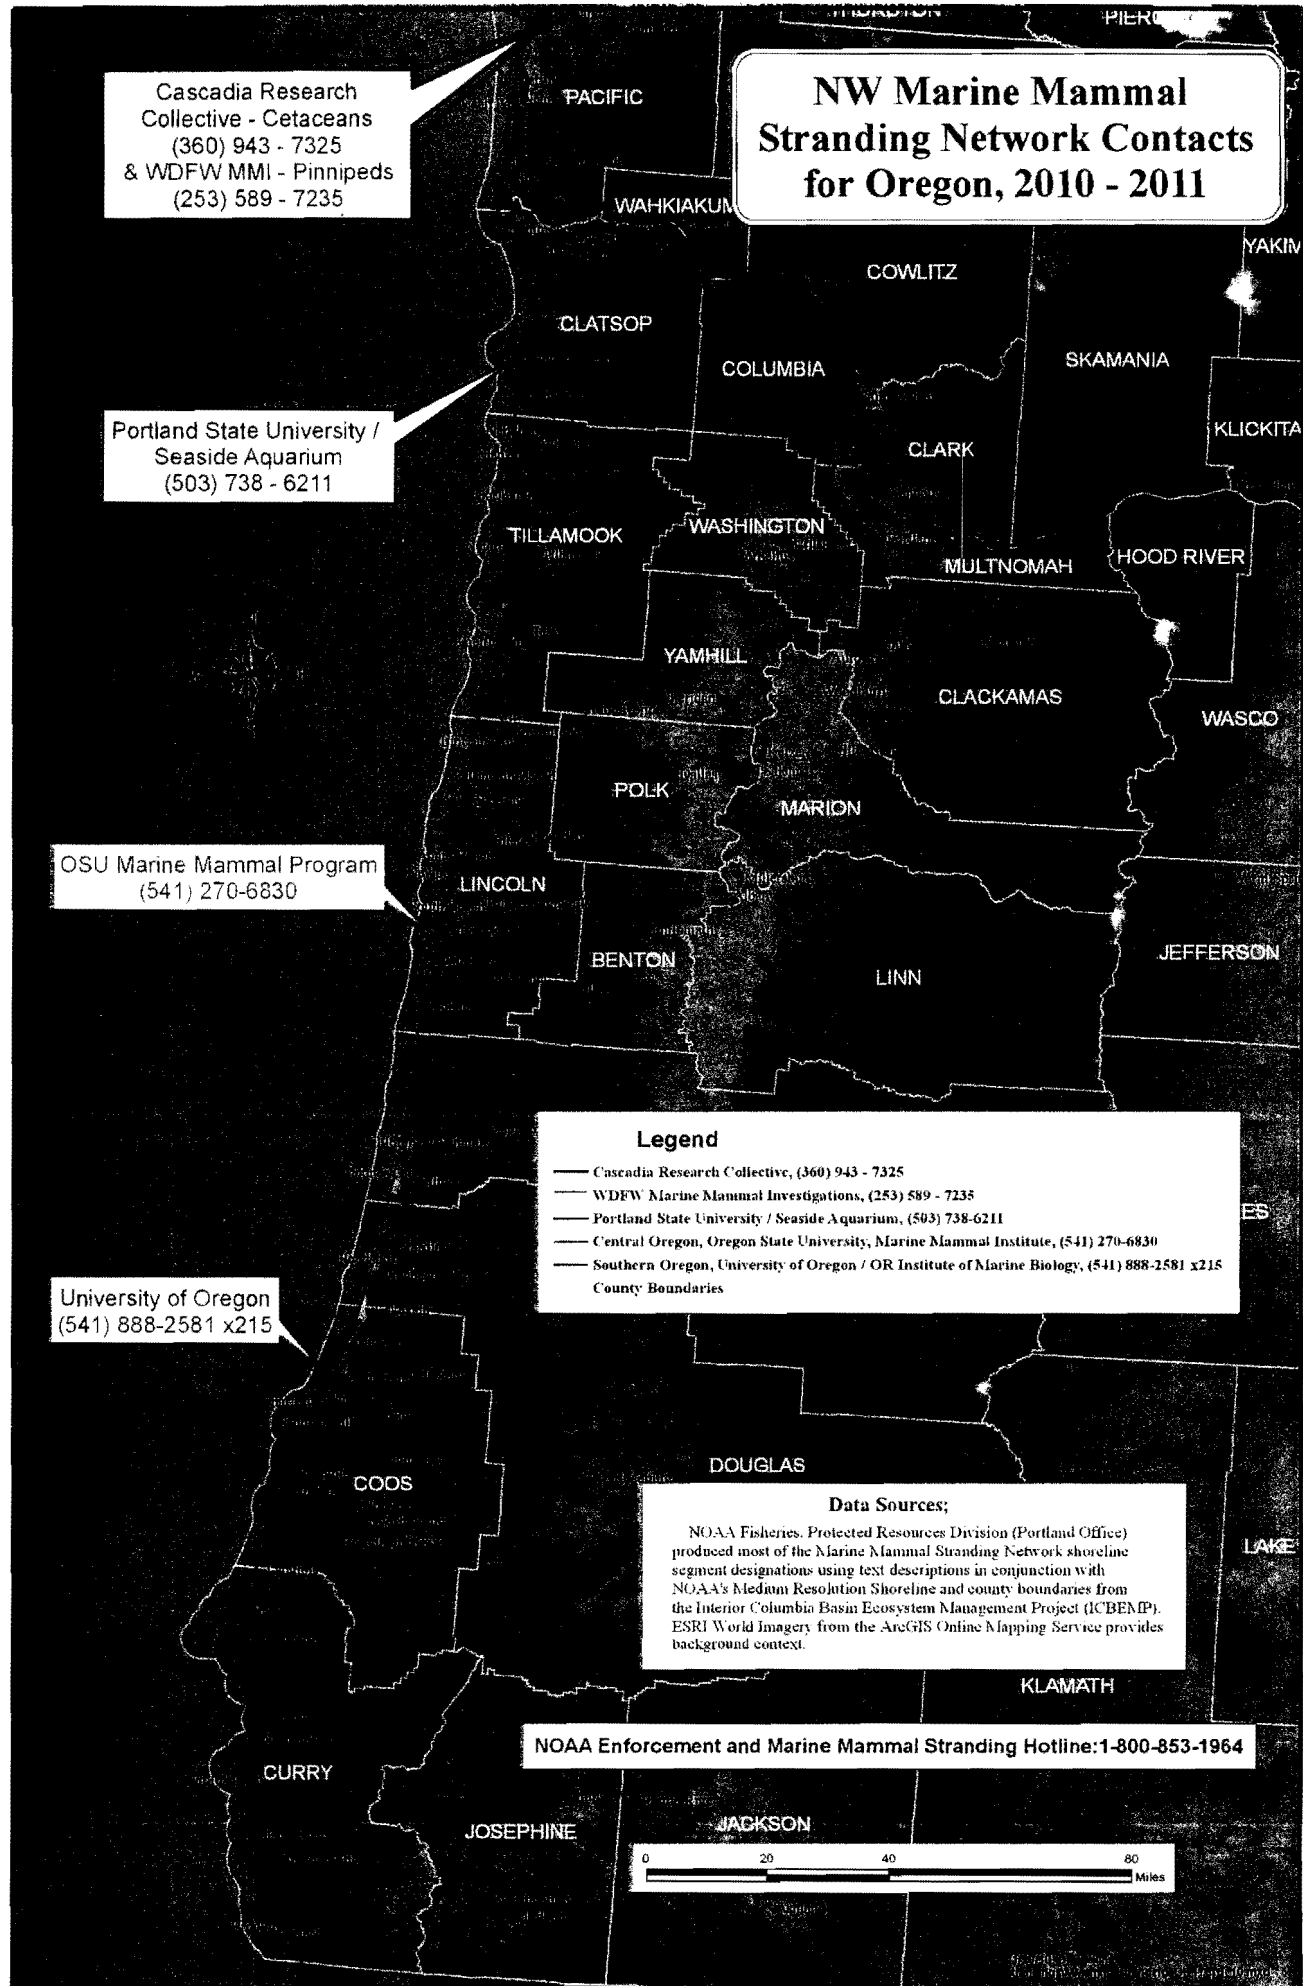 PIER
Cascadia Research
Collective - Cetaceans
(360) 943 - 7325
& WDFW MMI - Pinnipeds
(253) 589 - 7235
PACIFIC
NW Marine Mammal
Stranding Network Contacts
for Oregon, 2010 - 2011
WAHKIAKUM
YAKIM
COWLITZ
CLATSOP
COLUMBIA
SKAMANIA
Portland State University /
Seaside Aquarium
(503) 738 - 6211
KLICKITA
CLARK
TILLAMOOK
WASHINGTON
MULTNOMAH
HOOD RIVER
YAMHILL
CLACKAMAS
WASCO
POLK
MARION
OSU Marine Mammal Program
(541) 270-6830
LINCOLN
BENTON
LINN
JEFFERSON
Legend
Cascadia Research Collective, (360) 943 - 7325
WDFW Marine Mammal Investigations, (253) 589 - 7235
Portland State University / Seaside Aquarium, (503) 738-6211
Central Oregon, Oregon State University, Marine Mammal Institute, (541) 270-6830
Southern Oregon, University of Oregon / OR Institute of Marine Biology, (541) 888-2581 x215
County Boundaries
ES
University of Oregon
(541) 888-2581 x215
COOS
DOUGLAS
Data Sources;
NOAA Fisheries. Protected Resources Division (Portland Office)
produced most of the Marine Mammal Stranding Network shoreline
segment designations using text descriptions in conjunction with
NOAA's Medium Resolution Shoreline and county boundaries from
the Interior Columbia Basin Ecosystem Management Project (ICBEMP).
ESRI World Imagery from the ArcGIS Online Mapping Service provides
background context.
LAKE
KLAMATH
NOAA Enforcement and Marine Mammal Stranding Hotline:1-800-853-1964
CURRY
JOSEPHINE
JACKSON
0 20 40 80
Miles